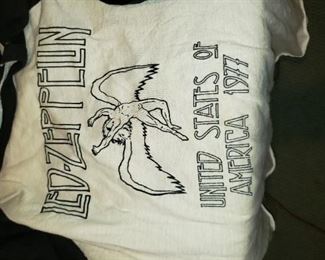 LED-ZEPPELIN
UNITED STATES OF
AMERICA 1977